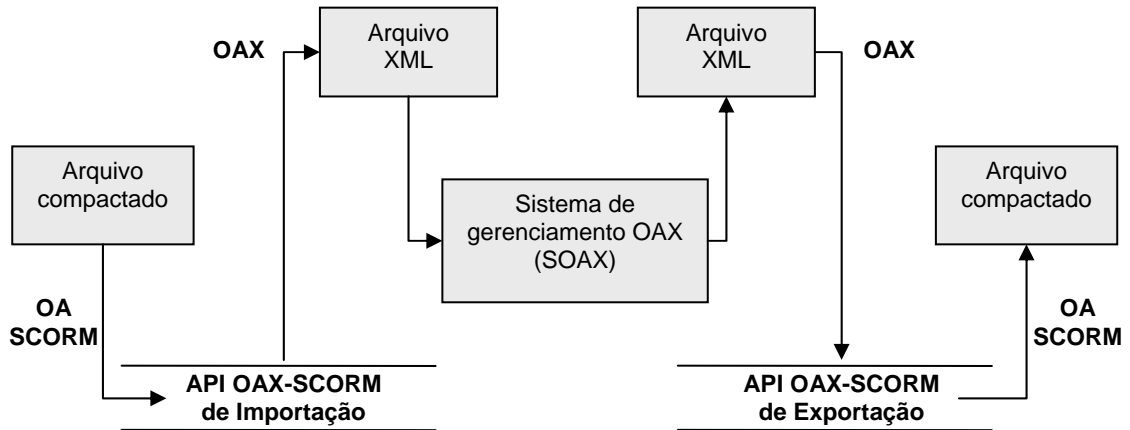 OAX
Arquivo
XML
Arquivo
XML
OAX
Arquivo
compactado
Sistema de
gerenciamento OAX
(SOAX)
Arquivo
compactado
OA
SCORM
OA
SCORM
API OAX-SCORM
de Importação
API OAX-SCORM
de Exportação